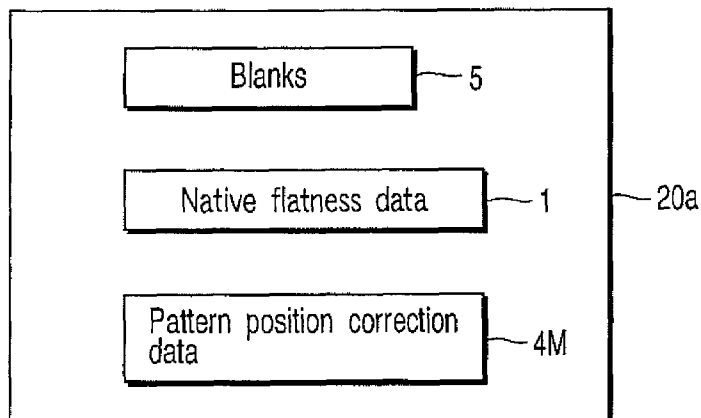 Blanks
5
Native flatness data
1
20a
Pattern position correction
data
4M